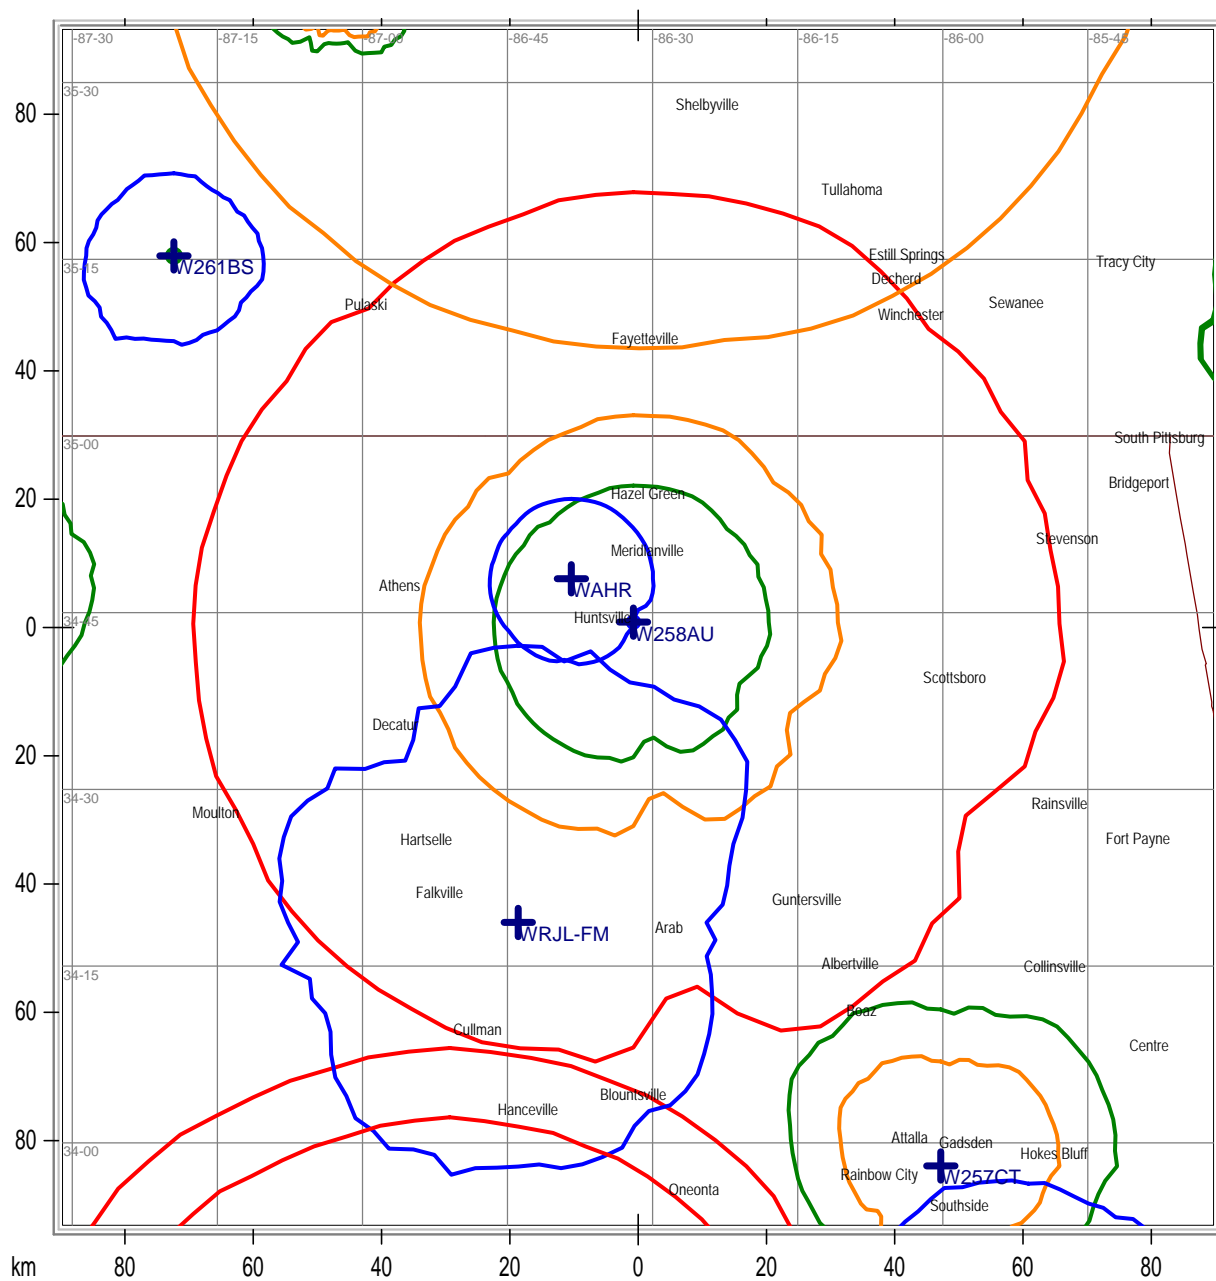 -87-30
-87-15
-87-00
-86-45
-86-30
-86-15
-86-00
-85-45
35-30
80
Shelbyville
Tullahoma
60
Estill Springs
35-15
W261BS
Tracy City
Decherd
Pulaski
Sewanee
Winchester
Fayetteville
40
35-00
South Pittsburg
Bridgeport
20
Hazel Green
Stevenson
Meridianville
Athens
WAHR
34-45
Huntsville
0
W258AU
Scottsboro
Decatu
20
34-30
Moulton
Rainsville
Hartselle
Fort Payne
40
Falkville
Guntersville
Arab
WRJL-FM
Albertville
Collinsville
34-15
60
Boaz
Cullman
Centre
Blountsville
Hanceville
80
34-00
Attalla
Gadsden
Hokes Bluff
Rainbow City
W257CT
Oneonta
Southside
km
80
60
40
20
0
20
40
60
80